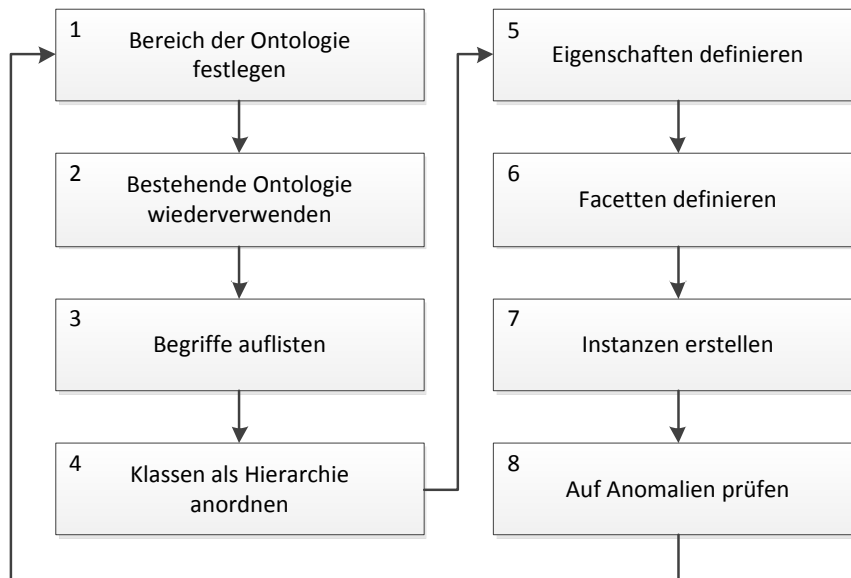 1
Bereich der Ontologie
festlegen
2
Bestehende Ontologie
wiederverwenden
3
Begriffe auflisten
4
Klassen als Hierarchie
anordnen
5
Eigenschaften definieren
6
Facetten definieren
7
Instanzen erstellen
8
Auf Anomalien prüfen